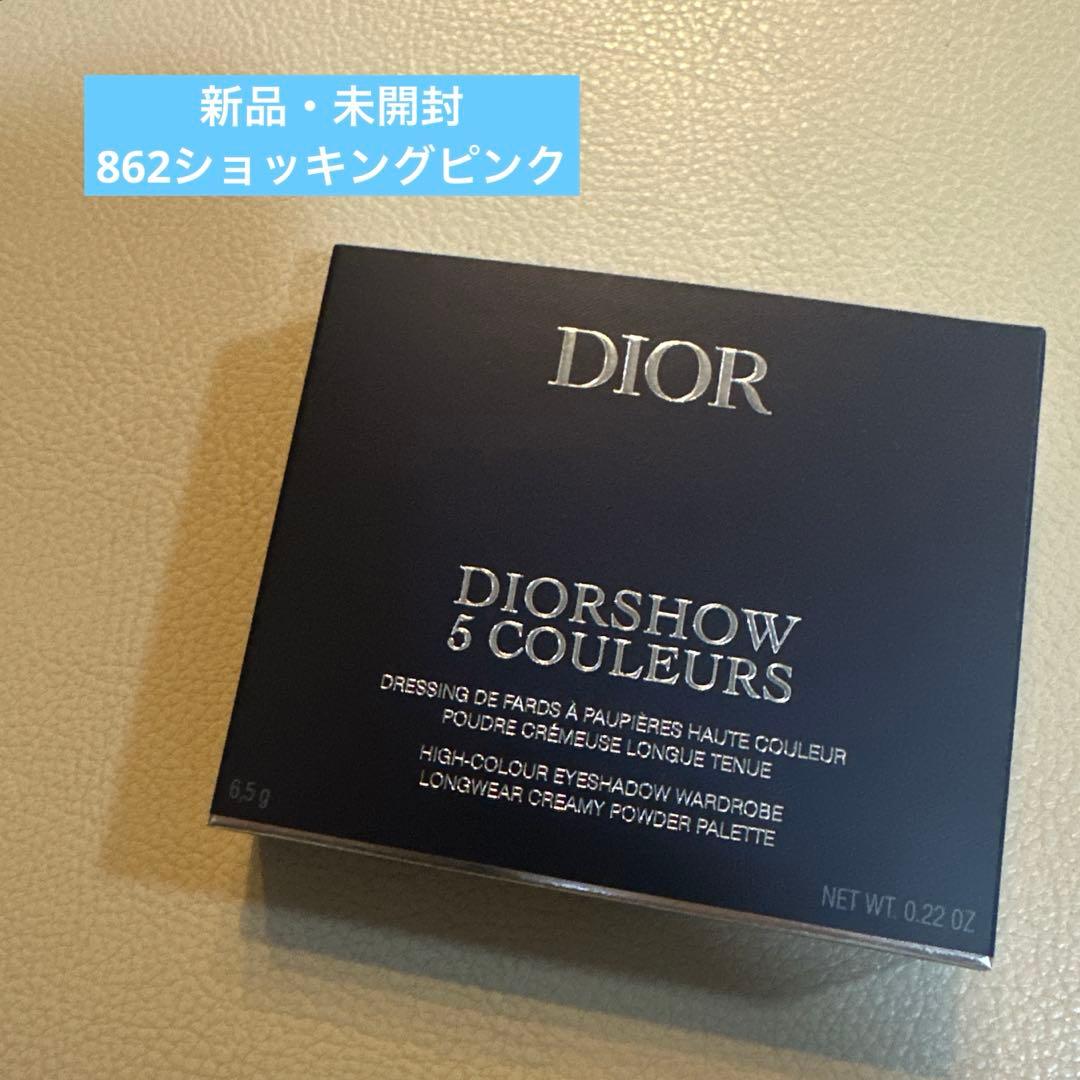 新品・未開封
862ショッキングピンク
DIOR
DIORSHOW
5 COULEURS
DRESSING DE FARDS À PAUPIÈRES HAUTE COULEUR
POUDRE CRÉMEUSE LONGUE TENUE
HIGH-COLOUR EYESHADOW WARDROBE
LONGWEAR CREAMY POWDER PALETTE
6,5 g
NET WT. 0.22 OZ